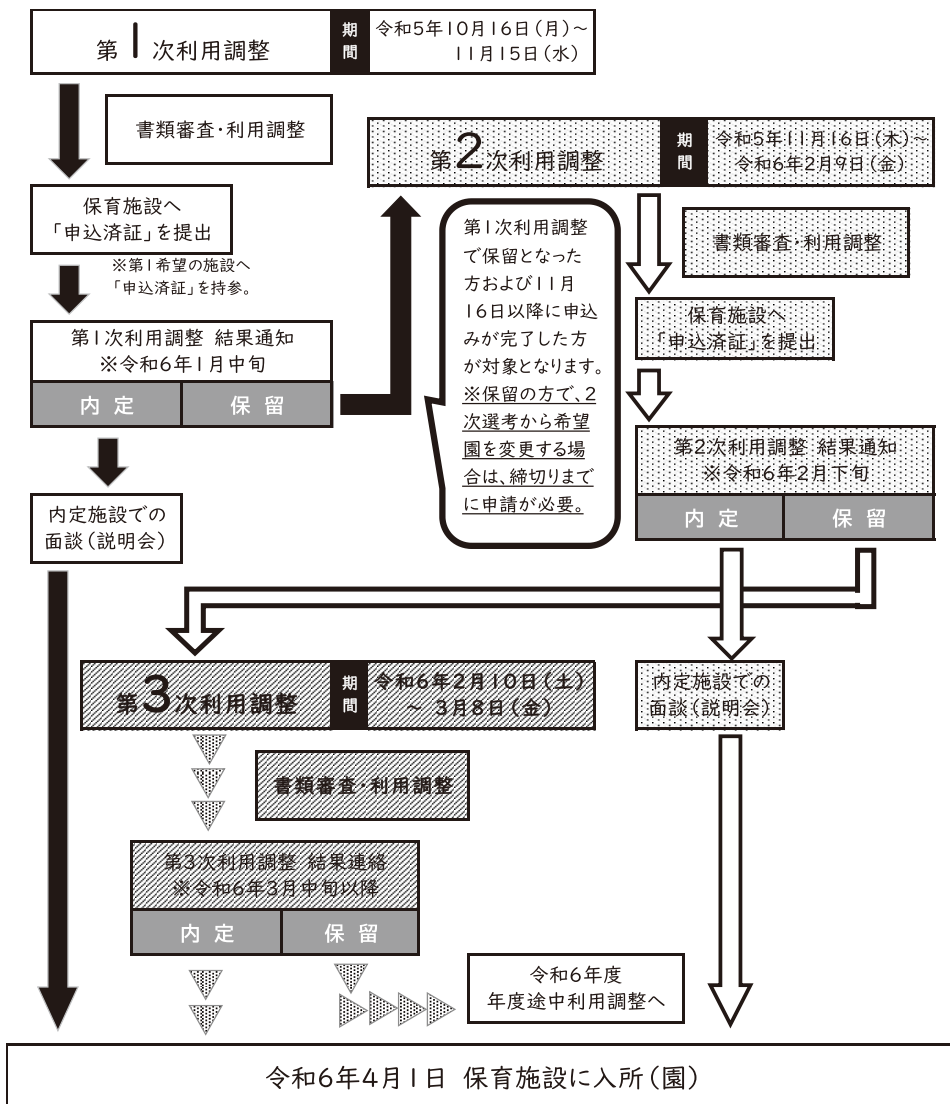 第1次利用調整
期間
令和5年10月16日(月)~
11月15日(水)
書類審査・利用調整
保育施設へ
「申込済証」を提出
※第1希望の施設へ
「申込済証」を持参。
第1次利用調整 結果通知
※令和6年1月中旬
内 定
保 留
内定施設での
面談(説明会)
第2次利用調整
期間
令和5年11月16日(木)~
令和6年2月9日(金)
第1次利用調整
で保留となった
方および11月
16日以降に申込
みが完了した方
が対象となります。
※保留の方で、2
次選考から希望
園を変更する場
合は、締切りまで
に申請が必要。
書類審査・利用調整
保育施設へ
「申込済証」を提出
第2次利用調整 結果通知
※令和6年2月下旬
内 定
保 留
内定施設での
面談(説明会)
第3次利用調整
期間
令和6年2月10日(土)
~ 3月8日(金)
書類審査・利用調整
第3次利用調整 結果連絡
※令和6年3月中旬以降
内 定
保 留
令和6年度
年度途中利用調整へ
令和6年4月1日 保育施設に入所(園)